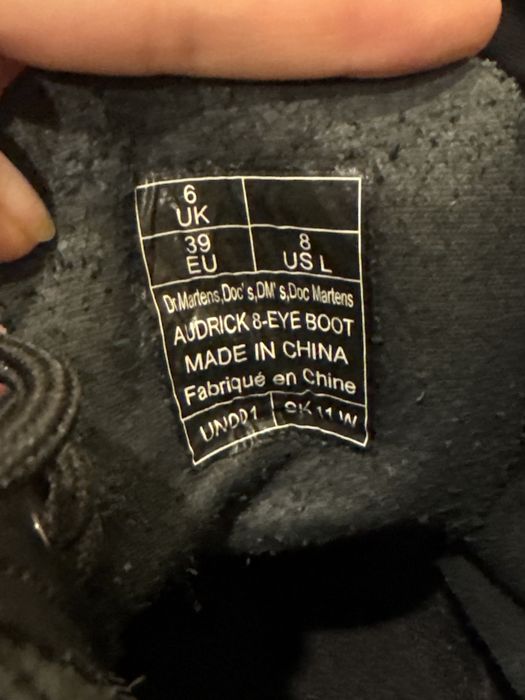 6
UK
39
EU
8
US L
Dr.Martens,Doc's,DM's,Doc Martens
AUDRICK 8-EYE BOOT
MADE IN CHINA
Fabriqué en Chine
UND01